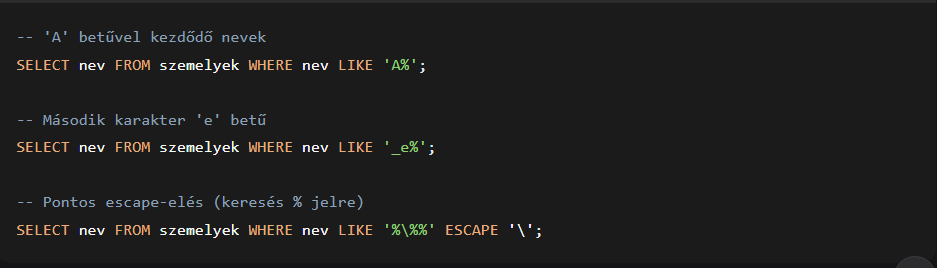 -- 'A' betűvel kezdődő nevek
SELECT nev FROM szemelyek WHERE nev LIKE 'A%';
-- Második karakter 'e' betű
SELECT nev FROM szemelyek WHERE nev LIKE '_e%';
-- Pontos escape-elés (keresés % jelre)
SELECT nev FROM szemelyek WHERE nev LIKE '%\%%' ESCAPE '\';